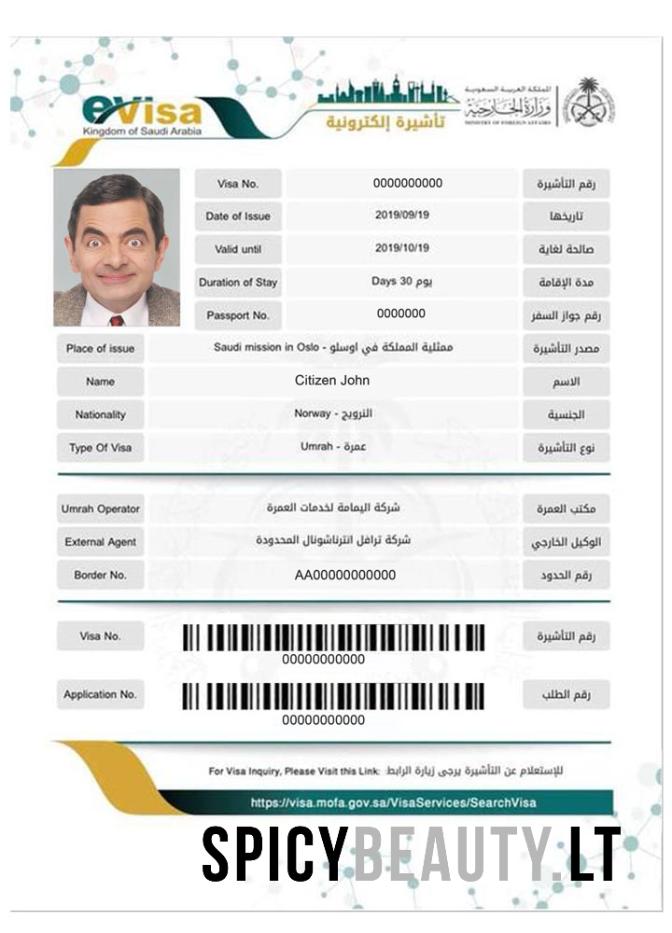 eVisa
Kingdom of Saudi Arabia
تأشيرة إلكترونية
المملكة العربية السعودية
وزارة الخارجية
MINISTRY OF FOREIGN AFFAIRS
Visa No. 0000000000 رقم التأشيرة
Date of Issue 2019/09/19 تاريخها
Valid until 2019/10/19 صالحة لغاية
Duration of Stay Days 30 يوم مدة الإقامة
Passport No. 0000000 رقم جواز السفر
Place of issue Saudi mission in Oslo - ممثلية المملكة في اوسلو مصدر التأشيرة
Name Citizen John الاسم
Nationality Norway - النرويج الجنسية
Type Of Visa Umrah - عمرة نوع التأشيرة
Umrah Operator شركة اليمامة لخدمات العمرة مكتب العمرة
External Agent شركة ترافل انترناشونال المحدودة الوكيل الخارجي
Border No. AA00000000000 رقم الحدود
Visa No. رقم التأشيرة
00000000000
Application No. رقم الطلب
00000000000
For Visa Inquiry, Please Visit this Link: للإستعلام عن التأشيرة يرجى زيارة الرابط:
https://visa.mofa.gov.sa/VisaServices/SearchVisa
SPICYBEAUTY.LT